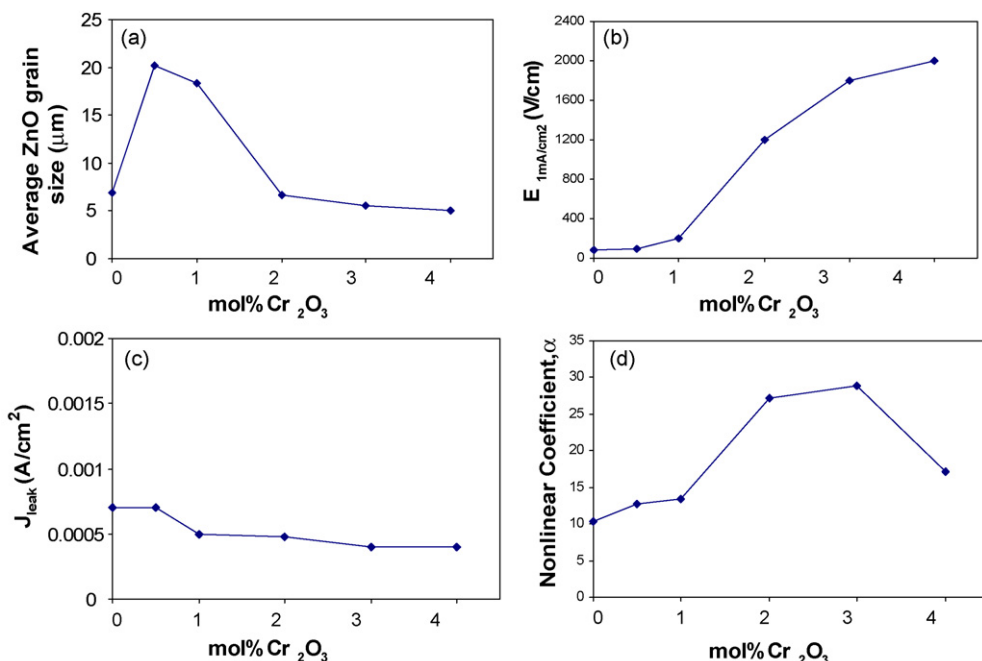 (a)
Average ZnO grain
size (μm)
25
20
15
10
5
0
0 1 2 3 4
mol% Cr ₂O₃
(b)
E 1mA/cm2 (V/cm)
2400
2000
1600
1200
800
400
0
0 1 2 3 4
mol% Cr ₂O₃
(c)
J leak (A/cm²)
0.002
0.0015
0.001
0.0005
0
0 1 2 3 4
mol% Cr ₂O₃
(d)
Nonlinear Coefficient,α
35
30
25
20
15
10
5
0
0 1 2 3 4
mol% Cr ₂O₃